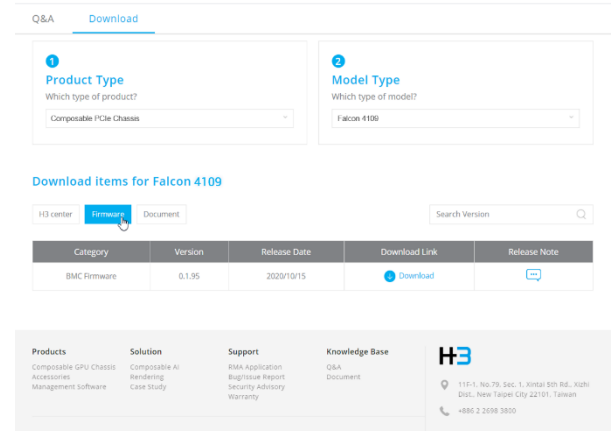 Q&A Download
1 2
Product Type Model Type
Which type of product? Which type of model?
Composable PCIe Chassis Falcon 4109
Download items for Falcon 4109
H3 center Firmware Document Search Version
Category Version Release Date Download Link Release Note
BMC Firmware 0.1.95 2020/10/15 Download
Products Solution Support Knowledge Base H3
Composable GPU Chassis Composable AI RMA Application Q&A
Accessories Rendering Bug/Issue Report Document
Management Software Case Study Security Advisory
Warranty
11F-1, No.79, Sec. 1, Xintai 5th Rd., Xizhi
Dist., New Taipei City 22101, Taiwan
+886 2 2698 3800